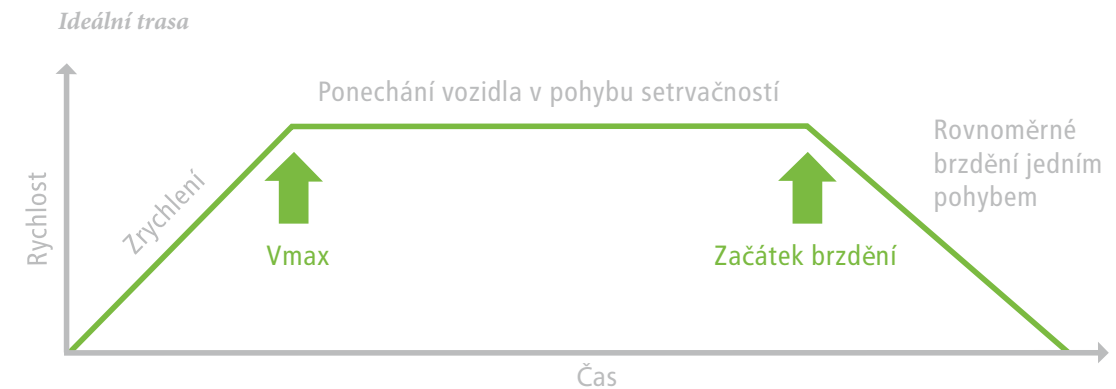 Ideální trasa
Ponechání vozidla v pohybu setrvačností
Rovnoměrné
brzdění jedním
pohybem
Rychlost
Zrychlení
Vmax
Začátek brzdění
Čas